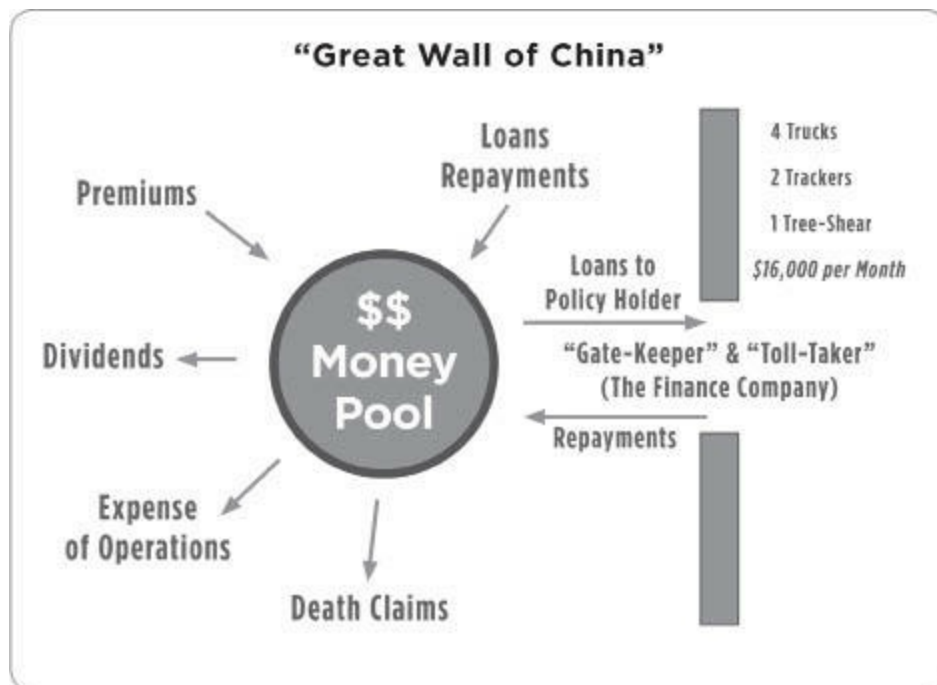 “Great Wall of China”
Loans
Repayments
Premiums
4 Trucks
2 Trackers
1 Tree-Shear
$16,000 per Month
Loans to
Policy Holder
$$
Money
Pool
Dividends
“Gate-Keeper” & “Toll-Taker”
(The Finance Company)
Repayments
Expense
of Operations
Death Claims